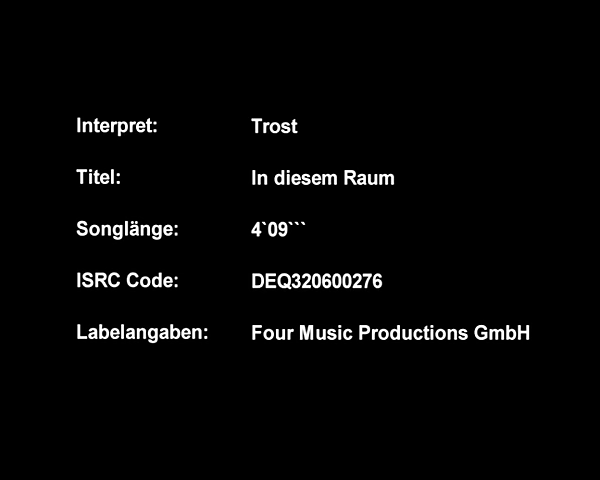 Interpret: Trost
Titel: In diesem Raum
Songlänge: 4`09```
ISRC Code: DEQ320600276
Labelangaben: Four Music Productions GmbH